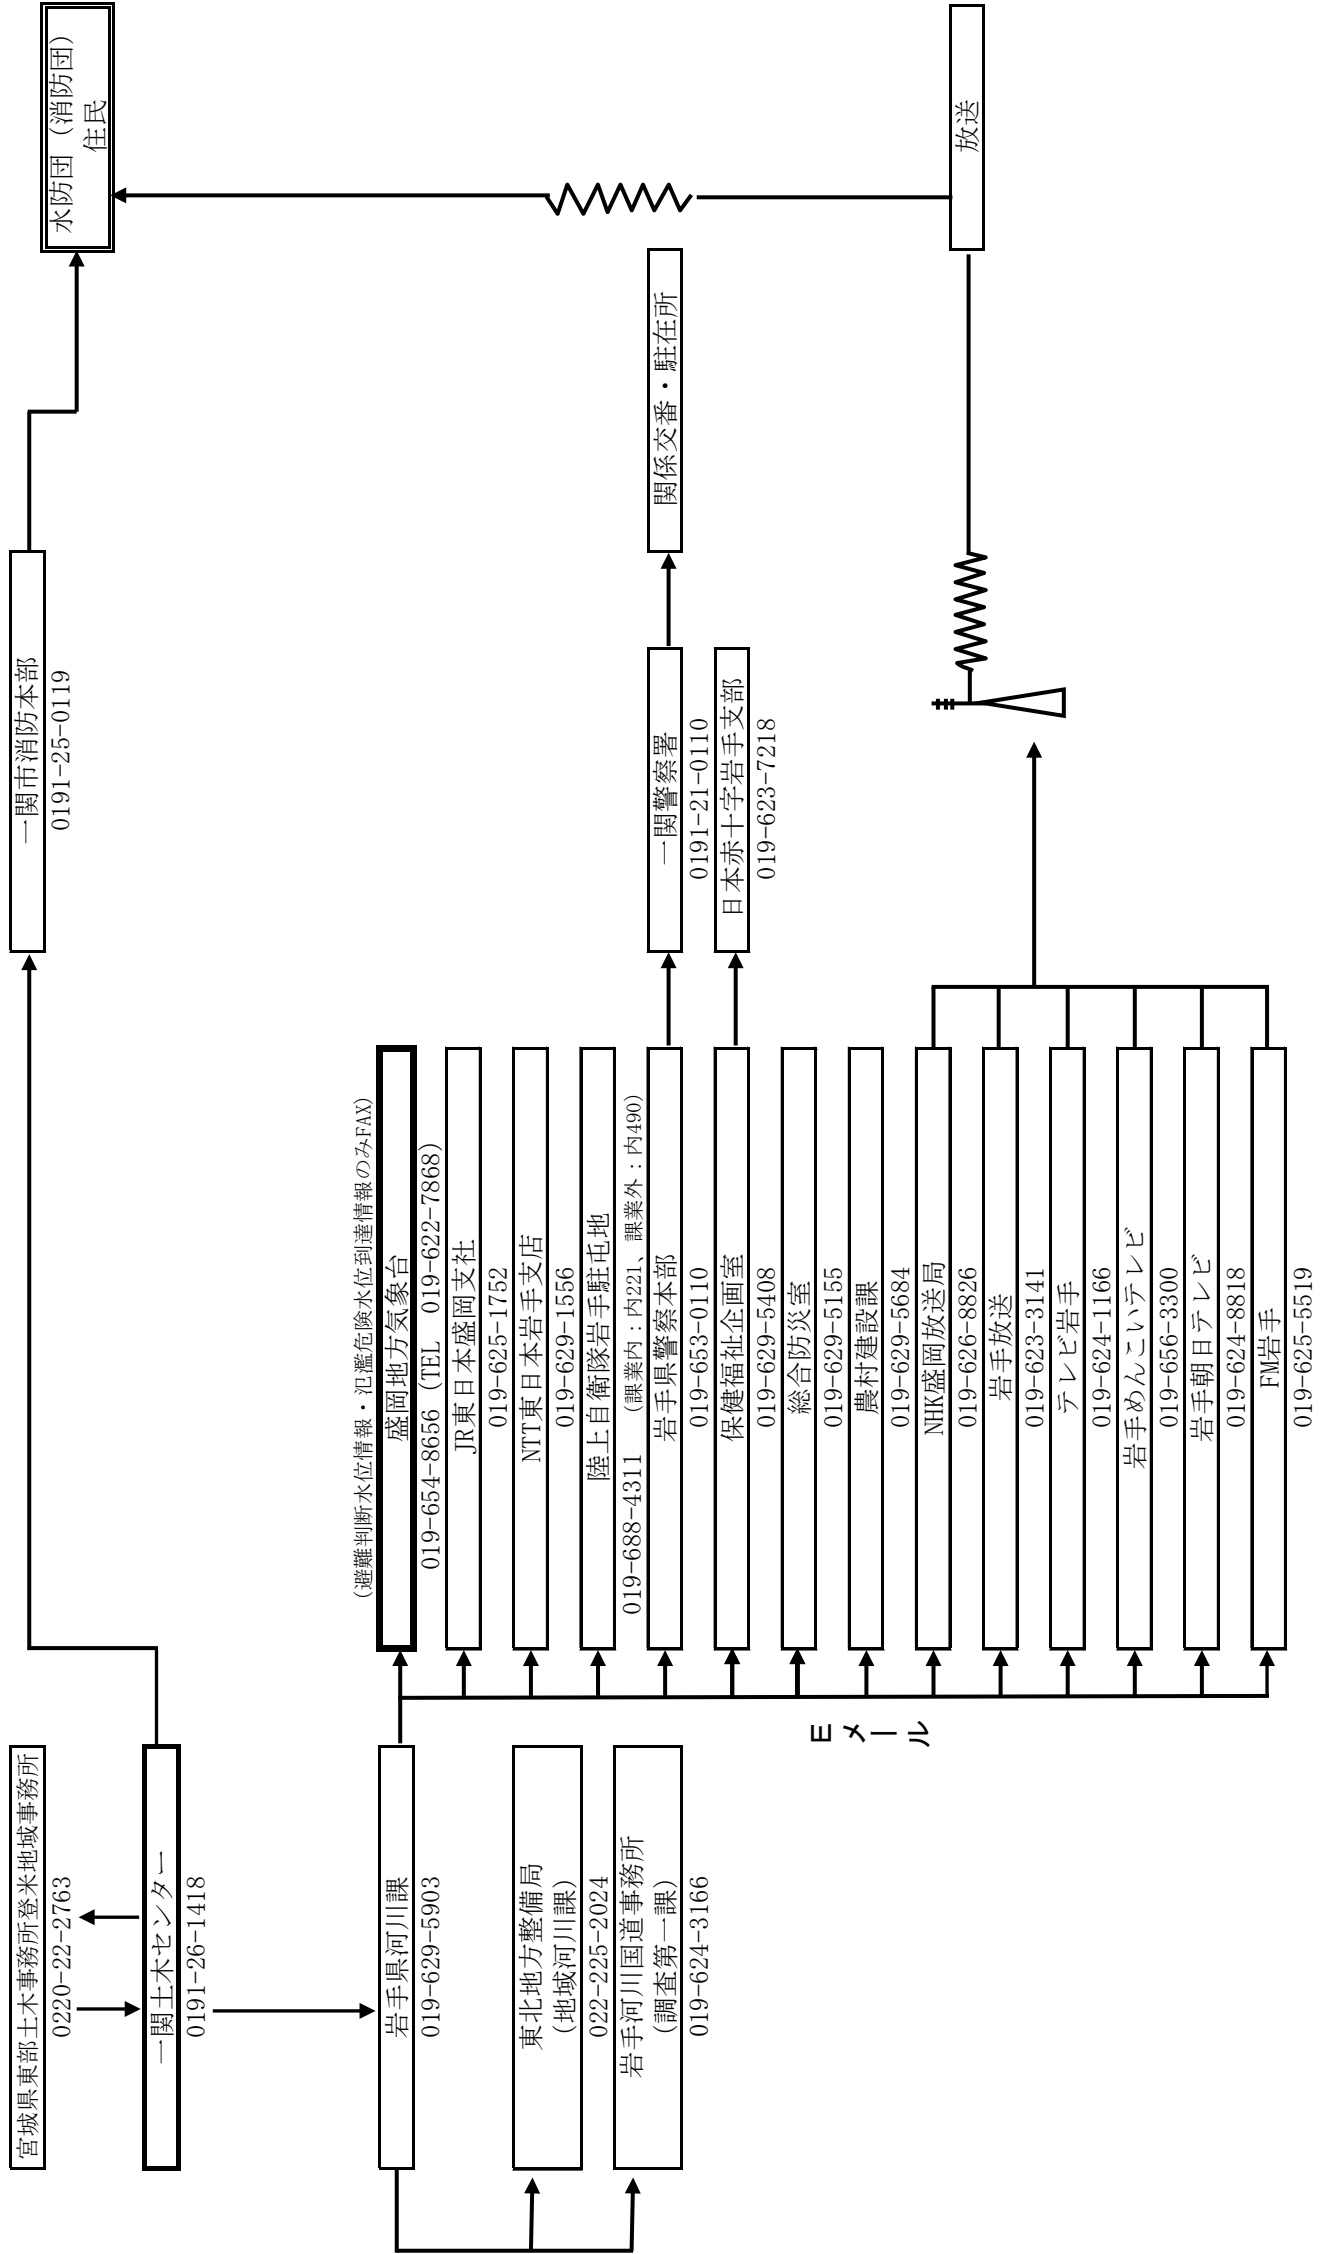 宮城県東部土木事務所登米地域事務所
0220-22-2763
一関土木センター
0191-26-1418
一関市消防本部
0191-25-0119
水防団（消防団）
住民
岩手県河川課
019-629-5903
東北地方整備局
（地域河川課）
022-225-2024
岩手河川国道事務所
（調査第一課）
019-624-3166
Eメール
（避難判断水位情報・氾濫危険水位到達情報のみFAX）
盛岡地方気象台
019-654-8656（TEL　019-622-7868）
JR東日本盛岡支社
019-625-1752
NTT東日本岩手支店
019-629-1556
陸上自衛隊岩手駐屯地
019-688-4311　（課業内：内221、課業外：内490）
岩手県警察本部
019-653-0110
保健福祉企画室
019-629-5408
総合防災室
019-629-5155
農村建設課
019-629-5684
NHK盛岡放送局
019-626-8826
岩手放送
019-623-3141
テレビ岩手
019-624-1166
岩手めんこいテレビ
019-656-3300
岩手朝日テレビ
019-624-8818
FM岩手
019-625-5519
一関警察署
0191-21-0110
日本赤十字岩手支部
019-623-7218
関係交番・駐在所
放送